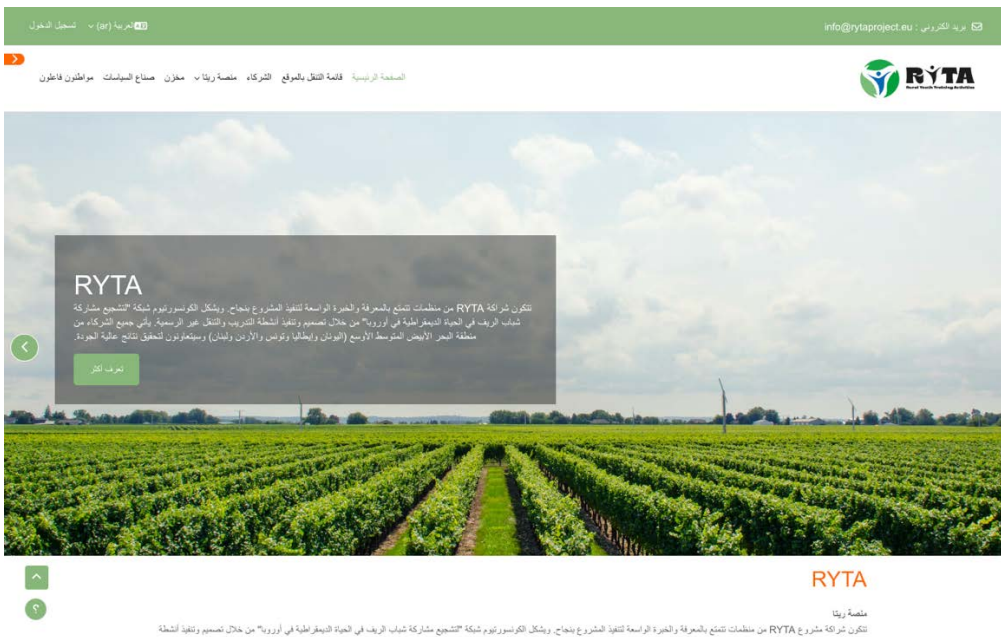 بريد الكتروني : info@rytaproject.eu
العربية (ar)
تسجيل الدخول
RYTA
Rural Youth Training Activities
الصفحة الرئيسية قائمة التنقل بالموقع الشركاء منصة ريتا مخزن صناع السياسات مواطنون فاعلون
RYTA
تتكون شراكة RYTA من منظمات تتمتع بالمعرفة والخبرة الواسعة لتنفيذ المشروع بنجاح. ويشكل الكونسورتيوم شبكة "لتشجيع مشاركة
شباب الريف في الحياة الديمقراطية في أوروبا" من خلال تصميم وتنفيذ أنشطة التدريب والتنقل غير الرسمية. يأتي جميع الشركاء من
منطقة البحر الأبيض المتوسط الأوسع (اليونان وإيطاليا وتونس والأردن ولبنان) وسيتعاونون لتحقيق نتائج عالية الجودة.
تعرف أكثر
RYTA
منصة ريتا
تتكون شراكة مشروع RYTA من منظمات تتمتع بالمعرفة والخبرة الواسعة لتنفيذ المشروع بنجاح. ويشكل الكونسورتيوم شبكة "لتشجيع مشاركة شباب الريف في الحياة الديمقراطية في أوروبا" من خلال تصميم وتنفيذ أنشطة